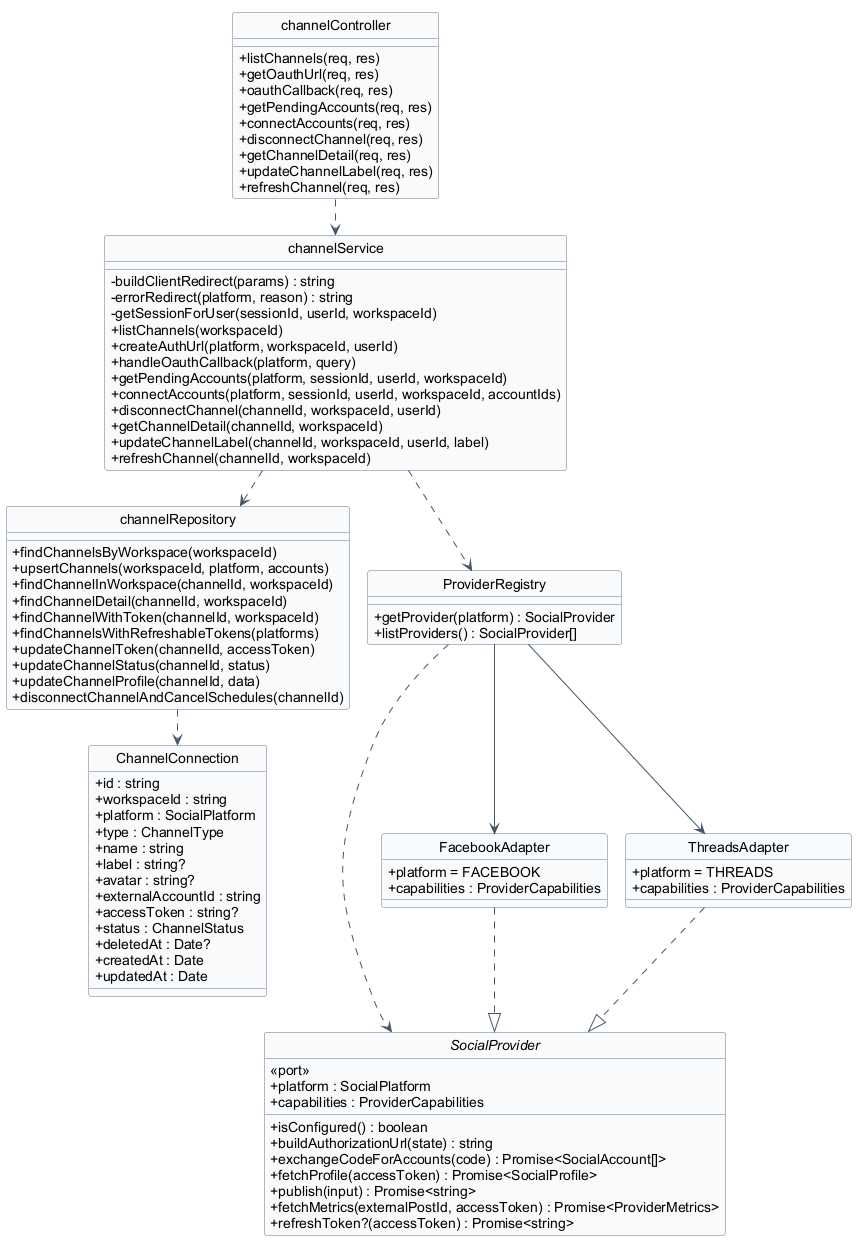 channelController
+listChannels(req, res)
+getOauthUrl(req, res)
+oauthCallback(req, res)
+getPendingAccounts(req, res)
+connectAccounts(req, res)
+disconnectChannel(req, res)
+getChannelDetail(req, res)
+updateChannelLabel(req, res)
+refreshChannel(req, res)
channelService
-buildClientRedirect(params) : string
-errorRedirect(platform, reason) : string
-getSessionForUser(sessionId, userId, workspaceId)
+listChannels(workspaceId)
+createAuthUrl(platform, workspaceId, userId)
+handleOauthCallback(platform, query)
+getPendingAccounts(platform, sessionId, userId, workspaceId)
+connectAccounts(platform, sessionId, userId, workspaceId, accountIds)
+disconnectChannel(channelId, workspaceId, userId)
+getChannelDetail(channelId, workspaceId)
+updateChannelLabel(channelId, workspaceId, userId, label)
+refreshChannel(channelId, workspaceId)
channelRepository
+findChannelsByWorkspace(workspaceId)
+upsertChannels(workspaceId, platform, accounts)
+findChannelInWorkspace(channelId, workspaceId)
+findChannelDetail(channelId, workspaceId)
+findChannelWithToken(channelId, workspaceId)
+findChannelsWithRefreshableTokens(platforms)
+updateChannelToken(channelId, accessToken)
+updateChannelStatus(channelId, status)
+updateChannelProfile(channelId, data)
+disconnectChannelAndCancelSchedules(channelId)
ProviderRegistry
+getProvider(platform) : SocialProvider
+listProviders() : SocialProvider[]
ChannelConnection
+id : string
+workspaceId : string
+platform : SocialPlatform
+type : ChannelType
+name : string
+label : string?
+avatar : string?
+externalAccountId : string
+accessToken : string?
+status : ChannelStatus
+deletedAt : Date?
+createdAt : Date
+updatedAt : Date
FacebookAdapter
+platform = FACEBOOK
+capabilities : ProviderCapabilities
ThreadsAdapter
+platform = THREADS
+capabilities : ProviderCapabilities
SocialProvider
«port»
+platform : SocialPlatform
+capabilities : ProviderCapabilities
+isConfigured() : boolean
+buildAuthorizationUrl(state) : string
+exchangeCodeForAccounts(code) : Promise<SocialAccount[]>
+fetchProfile(accessToken) : Promise<SocialProfile>
+publish(input) : Promise<string>
+fetchMetrics(externalPostId, accessToken) : Promise<ProviderMetrics>
+refreshToken?(accessToken) : Promise<string>